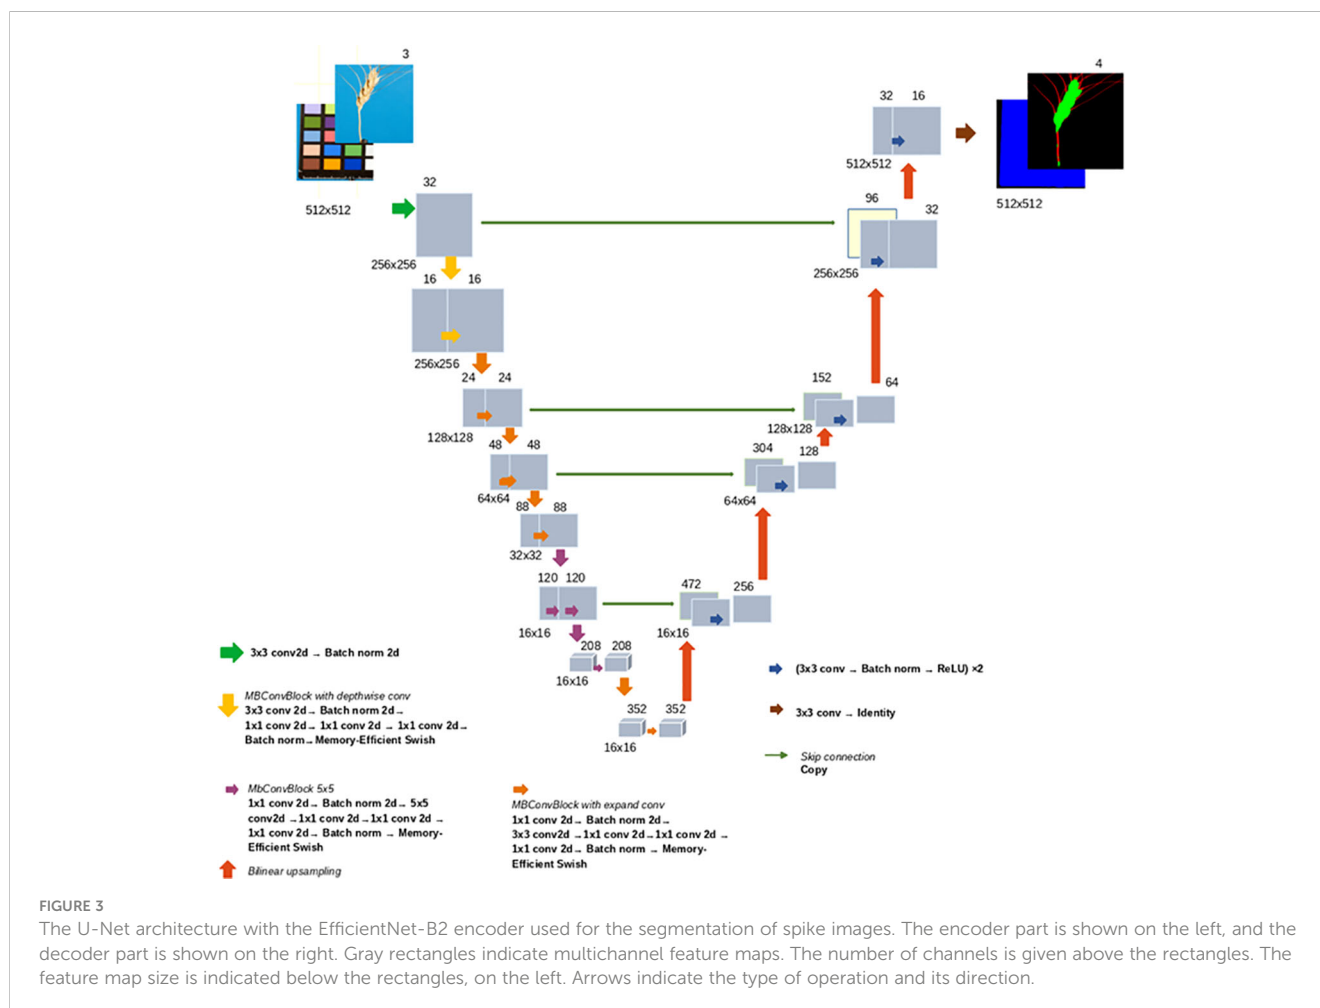 3
512x512
32
256x256
16 16
256x256
24 24
128x128
48 48
64x64
88 88
32x32
120 120
16x16
208 208
16x16
352 352
16x16
472 256
16x16
304 128
64x64
152 64
128x128
96 32
256x256
32 16
512x512
4
512x512
3x3 conv2d → Batch norm 2d
MBConvBlock with depthwise conv
3x3 conv 2d→ Batch norm 2d→
1x1 conv 2d→ 1x1 conv 2d → 1x1 conv 2d→
Batch norm→Memory-Efficient Swish
MbConvBlock 5x5
1x1 conv 2d→ Batch norm 2d→ 5x5
conv2d →1x1 conv 2d→1x1 conv 2d →
1x1 conv 2d→ Batch norm → Memory-
Efficient Swish
Bilinear upsampling
MBConvBlock with expand conv
1x1 conv 2d→ Batch norm 2d→
3x3 conv2d →1x1 conv 2d→1x1 conv 2d →
1x1 conv 2d→ Batch norm → Memory-
Efficient Swish
(3x3 conv → Batch norm → ReLU) ×2
3x3 conv → Identity
Skip connection
Copy
FIGURE 3
The U-Net architecture with the EfficientNet-B2 encoder used for the segmentation of spike images. The encoder part is shown on the left, and the
decoder part is shown on the right. Gray rectangles indicate multichannel feature maps. The number of channels is given above the rectangles. The
feature map size is indicated below the rectangles, on the left. Arrows indicate the type of operation and its direction.